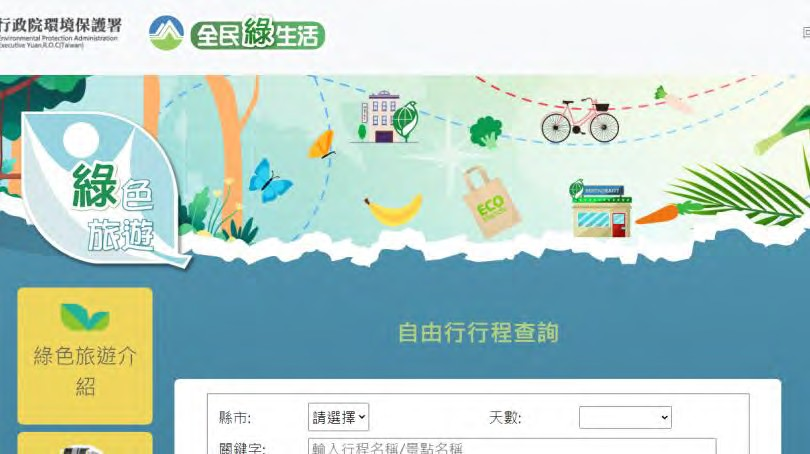 行政院環境保護署
Environmental Protection Administration
Executive Yuan,R.O.C(Taiwan)
全民綠生活
綠色
旅遊
ECO
RESTAURANT
自由行行程查詢
綠色旅遊介
紹
縣市: 請選擇 天數:
關鍵字: 輸入行程名稱/景點名稱